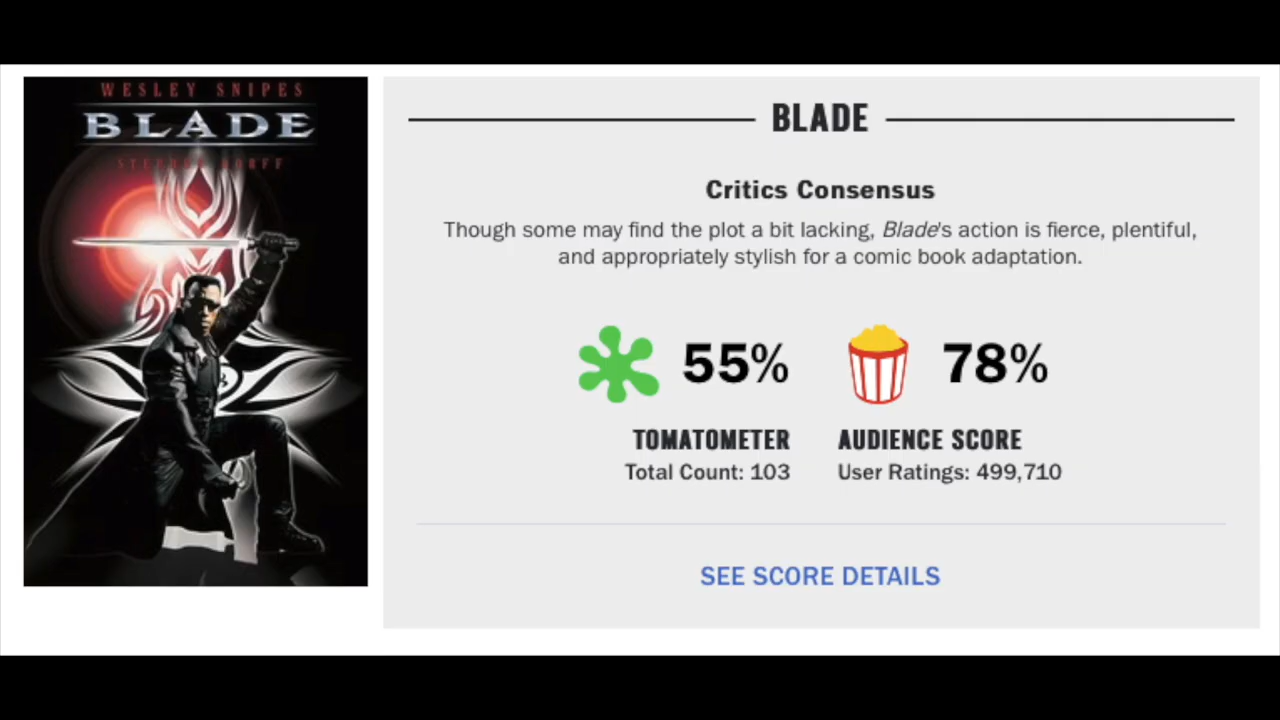 WESLEY SNIPES
BLADE
STEPHEN DORFF
BLADE
Critics Consensus
Though some may find the plot a bit lacking, Blade's action is fierce, plentiful,
and appropriately stylish for a comic book adaptation.
55%
78%
TOMATOMETER
AUDIENCE SCORE
Total Count: 103
User Ratings: 499,710
SEE SCORE DETAILS